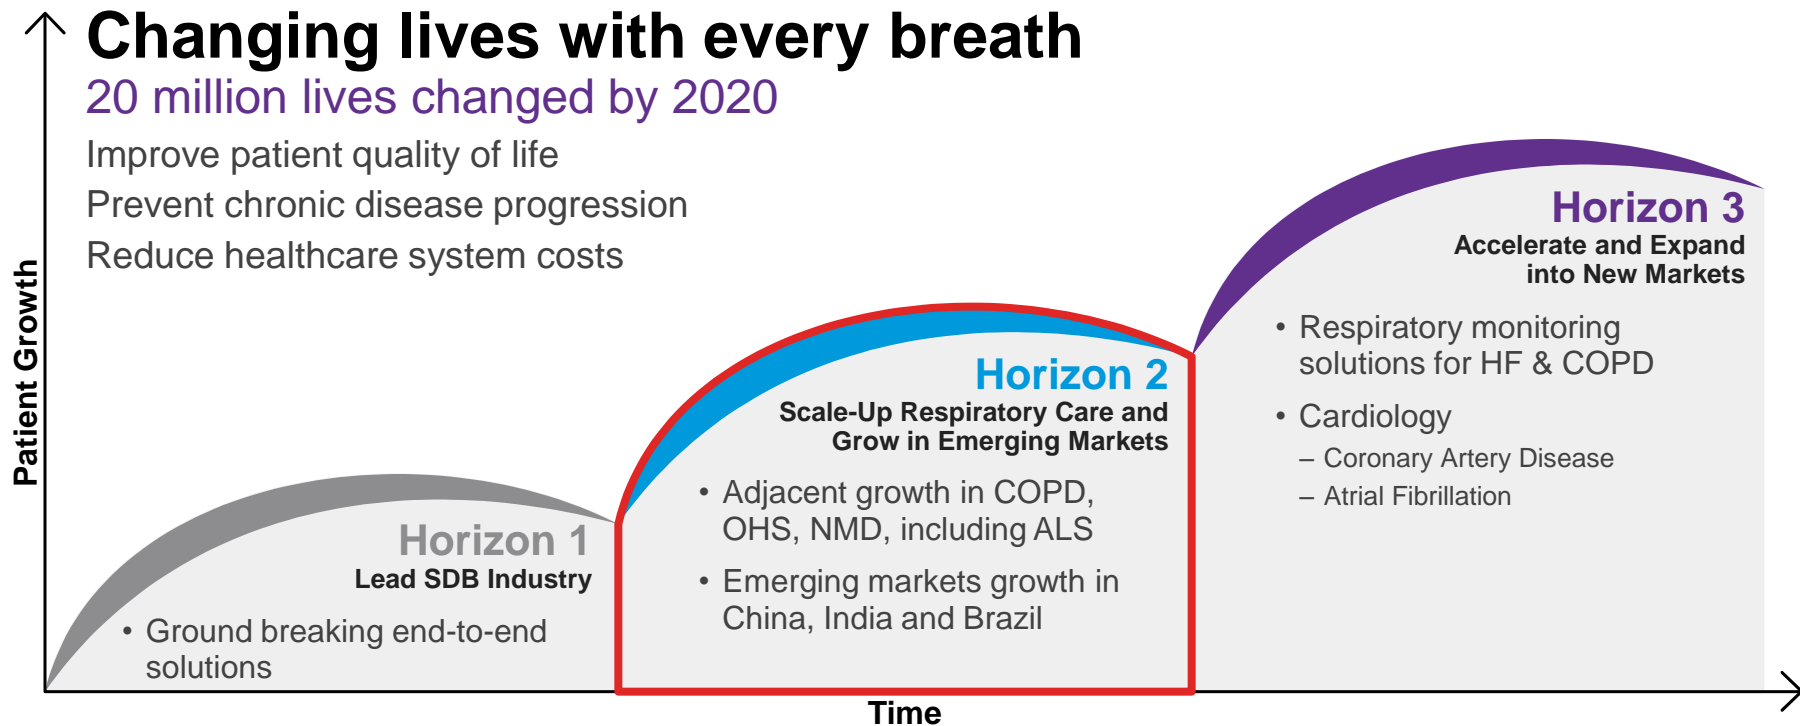 Changing lives with every breath
20 million lives changed by 2020
Improve patient quality of life
Prevent chronic disease progression
Reduce healthcare system costs
Patient Growth
Horizon 1
Lead SDB Industry
• Ground breaking end-to-end
solutions
Horizon 2
Scale-Up Respiratory Care and
Grow in Emerging Markets
• Adjacent growth in COPD,
OHS, NMD, including ALS
• Emerging markets growth in
China, India and Brazil
Horizon 3
Accelerate and Expand
into New Markets
• Respiratory monitoring
solutions for HF & COPD
• Cardiology
– Coronary Artery Disease
– Atrial Fibrillation
Time